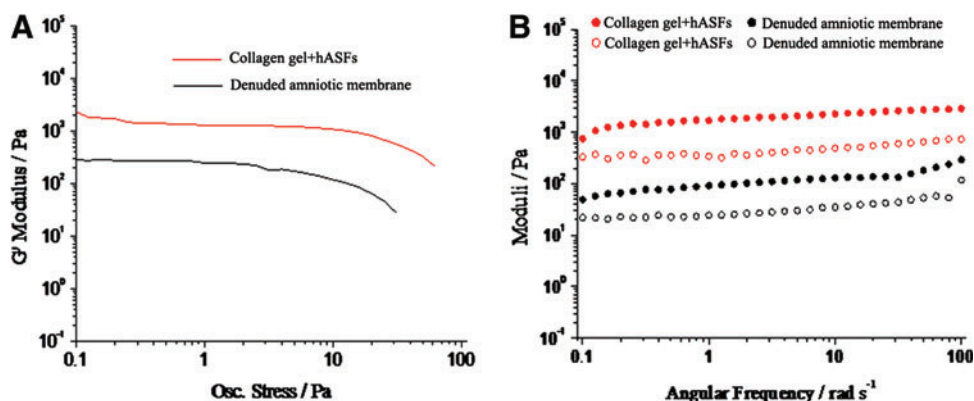 A
Collagen gel+hASFs
Denuded amniotic membrane
G' Modulus / Pa
10⁵
10⁴
10³
10²
10¹
10⁰
10⁻¹
0.1 1 10 100
Osc. Stress / Pa
B
Collagen gel+hASFs Denuded amniotic membrane
Collagen gel+hASFs Denuded amniotic membrane
Moduli / Pa
10⁵
10⁴
10³
10²
10¹
10⁰
10⁻¹
0.1 1 10 100
Angular Frequency / rad s⁻¹